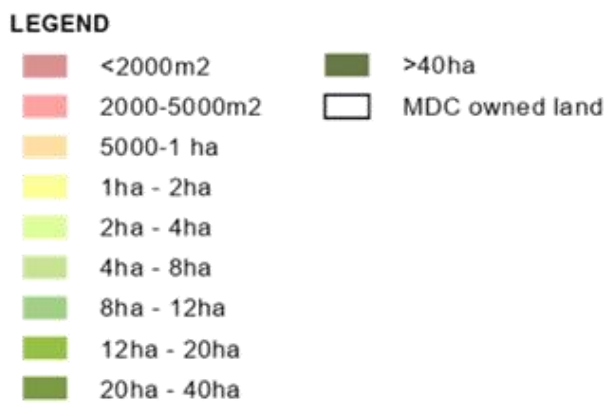 LEGEND
<2000m2
2000-5000m2
5000-1 ha
1ha - 2ha
2ha - 4ha
4ha - 8ha
8ha - 12ha
12ha - 20ha
20ha - 40ha
>40ha
MDC owned land